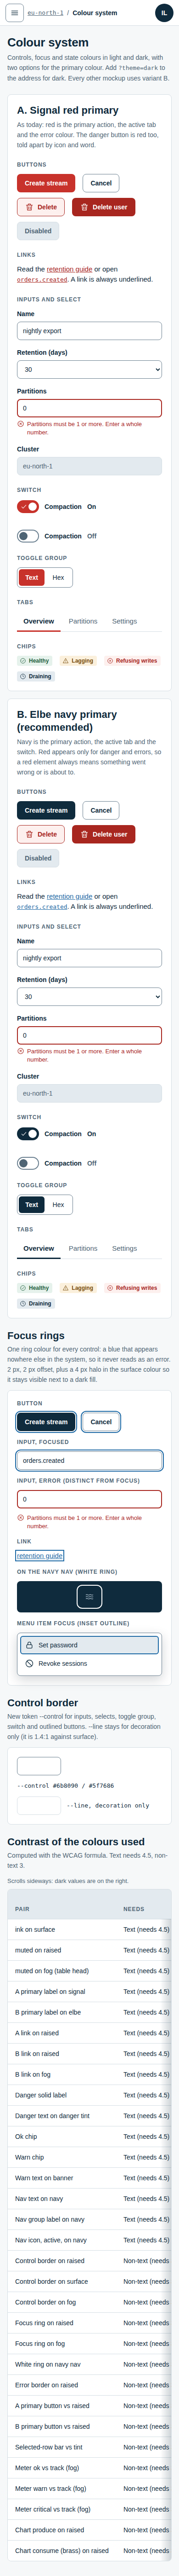 eu-north-1 / Colour system
IL
Colour system
Controls, focus and state colours in light and dark, with
two options for the primary colour. Add ?theme=dark to
the address for dark. Every other mockup uses variant B.
A. Signal red primary
As today: red is the primary action, the active tab
and the error colour. The danger button is red too,
told apart by icon and word.
BUTTONS
Create stream
Cancel
Delete
Delete user
Disabled
LINKS
Read the retention guide or open
orders.created. A link is always underlined.
INPUTS AND SELECT
Name
nightly export
Retention (days)
30
Partitions
0
Partitions must be 1 or more. Enter a whole
number.
Cluster
eu-north-1
SWITCH
Compaction On
Compaction Off
TOGGLE GROUP
Text Hex
TABS
Overview Partitions Settings
CHIPS
Healthy Lagging Refusing writes
Draining
B. Elbe navy primary
(recommended)
Navy is the primary action, the active tab and the
switch. Red appears only for danger and errors, so
a red element always means something went
wrong or is about to.
BUTTONS
Create stream
Cancel
Delete
Delete user
Disabled
LINKS
Read the retention guide or open
orders.created. A link is always underlined.
INPUTS AND SELECT
Name
nightly export
Retention (days)
30
Partitions
0
Partitions must be 1 or more. Enter a whole
number.
Cluster
eu-north-1
SWITCH
Compaction On
Compaction Off
TOGGLE GROUP
Text Hex
TABS
Overview Partitions Settings
CHIPS
Healthy Lagging Refusing writes
Draining
Focus rings
One ring colour for every control: a blue that appears
nowhere else in the system, so it never reads as an error.
2 px, 2 px offset, plus a 4 px halo in the surface colour so
it stays visible next to a dark fill.
BUTTON
Create stream
Cancel
INPUT, FOCUSED
orders.created
INPUT, ERROR (DISTINCT FROM FOCUS)
0
Partitions must be 1 or more. Enter a whole
number.
LINK
retention guide
ON THE NAVY NAV (WHITE RING)
MENU ITEM FOCUS (INSET OUTLINE)
Set password
Revoke sessions
Control border
New token --control for inputs, selects, toggle group,
switch and outlined buttons. --line stays for decoration
only (it is 1.4:1 against surface).
--control #6b8090 / #5f7686
--line, decoration only
Contrast of the colours used
Computed with the WCAG formula. Text needs 4.5, non-
text 3.
Scrolls sideways: dark values are on the right.
PAIR NEEDS
ink on surface Text (needs 4.5)
muted on raised Text (needs 4.5)
muted on fog (table head) Text (needs 4.5)
A primary label on signal Text (needs 4.5)
B primary label on elbe Text (needs 4.5)
A link on raised Text (needs 4.5)
B link on raised Text (needs 4.5)
B link on fog Text (needs 4.5)
Danger solid label Text (needs 4.5)
Danger text on danger tint Text (needs 4.5)
Ok chip Text (needs 4.5)
Warn chip Text (needs 4.5)
Warn text on banner Text (needs 4.5)
Nav text on navy Text (needs 4.5)
Nav group label on navy Text (needs 4.5)
Nav icon, active, on navy Text (needs 4.5)
Control border on raised Non-text (needs
Control border on surface Non-text (needs
Control border on fog Non-text (needs
Focus ring on raised Non-text (needs
Focus ring on fog Non-text (needs
White ring on navy nav Non-text (needs
Error border on raised Non-text (needs
A primary button vs raised Non-text (needs
B primary button vs raised Non-text (needs
Selected-row bar vs tint Non-text (needs
Meter ok vs track (fog) Non-text (needs
Meter warn vs track (fog) Non-text (needs
Meter critical vs track (fog) Non-text (needs
Chart produce on raised Non-text (needs
Chart consume (brass) on raised Non-text (needs